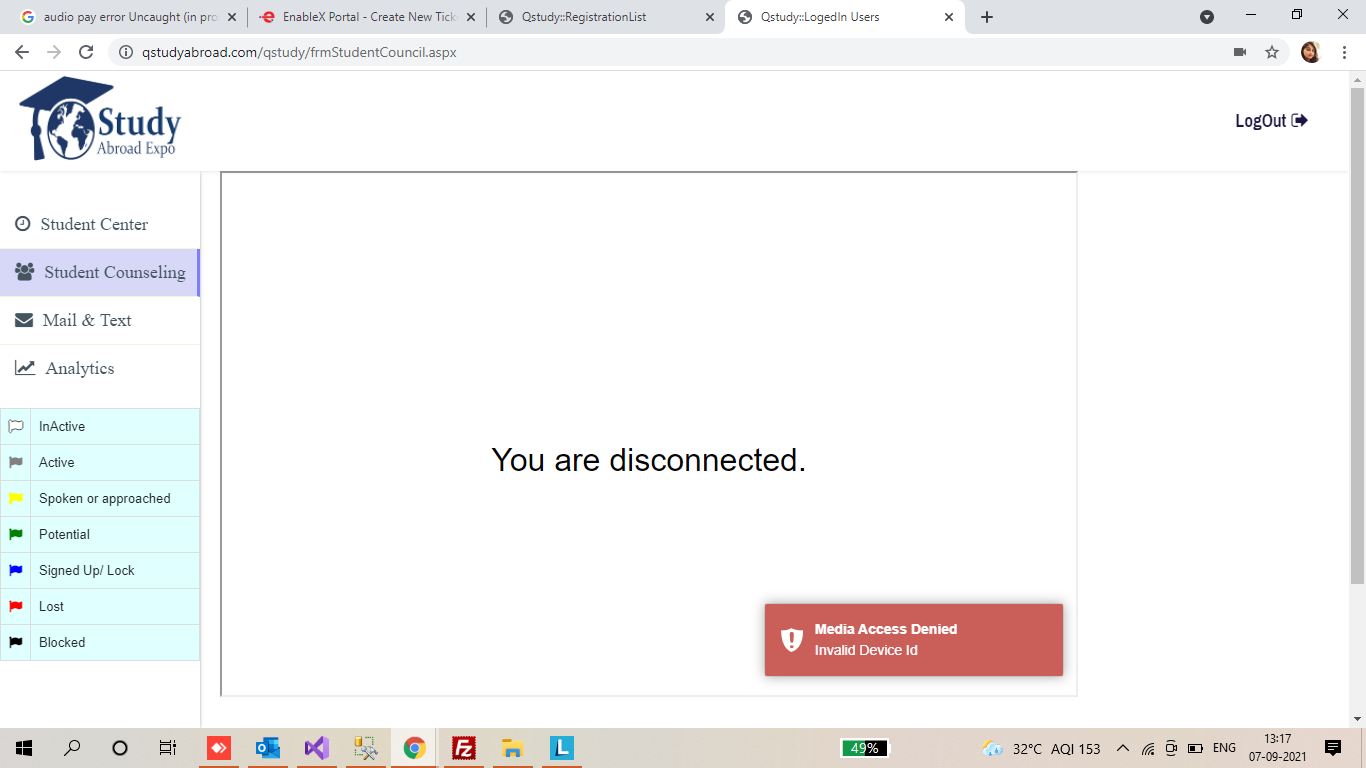 audio pay error Uncaught (in pro
EnableX Portal - Create New Tick
Qstudy::RegistrationList
Qstudy::LogedIn Users
qstudyabroad.com/qstudy/frmStudentCouncil.aspx
Study
Abroad Expo
LogOut
Student Center
Student Counseling
Mail & Text
Analytics
InActive
Active
Spoken or approached
Potential
Signed Up/ Lock
Lost
Blocked
You are disconnected.
Media Access Denied
Invalid Device Id
49%
32°C AQI 153
ENG
13:17
07-09-2021